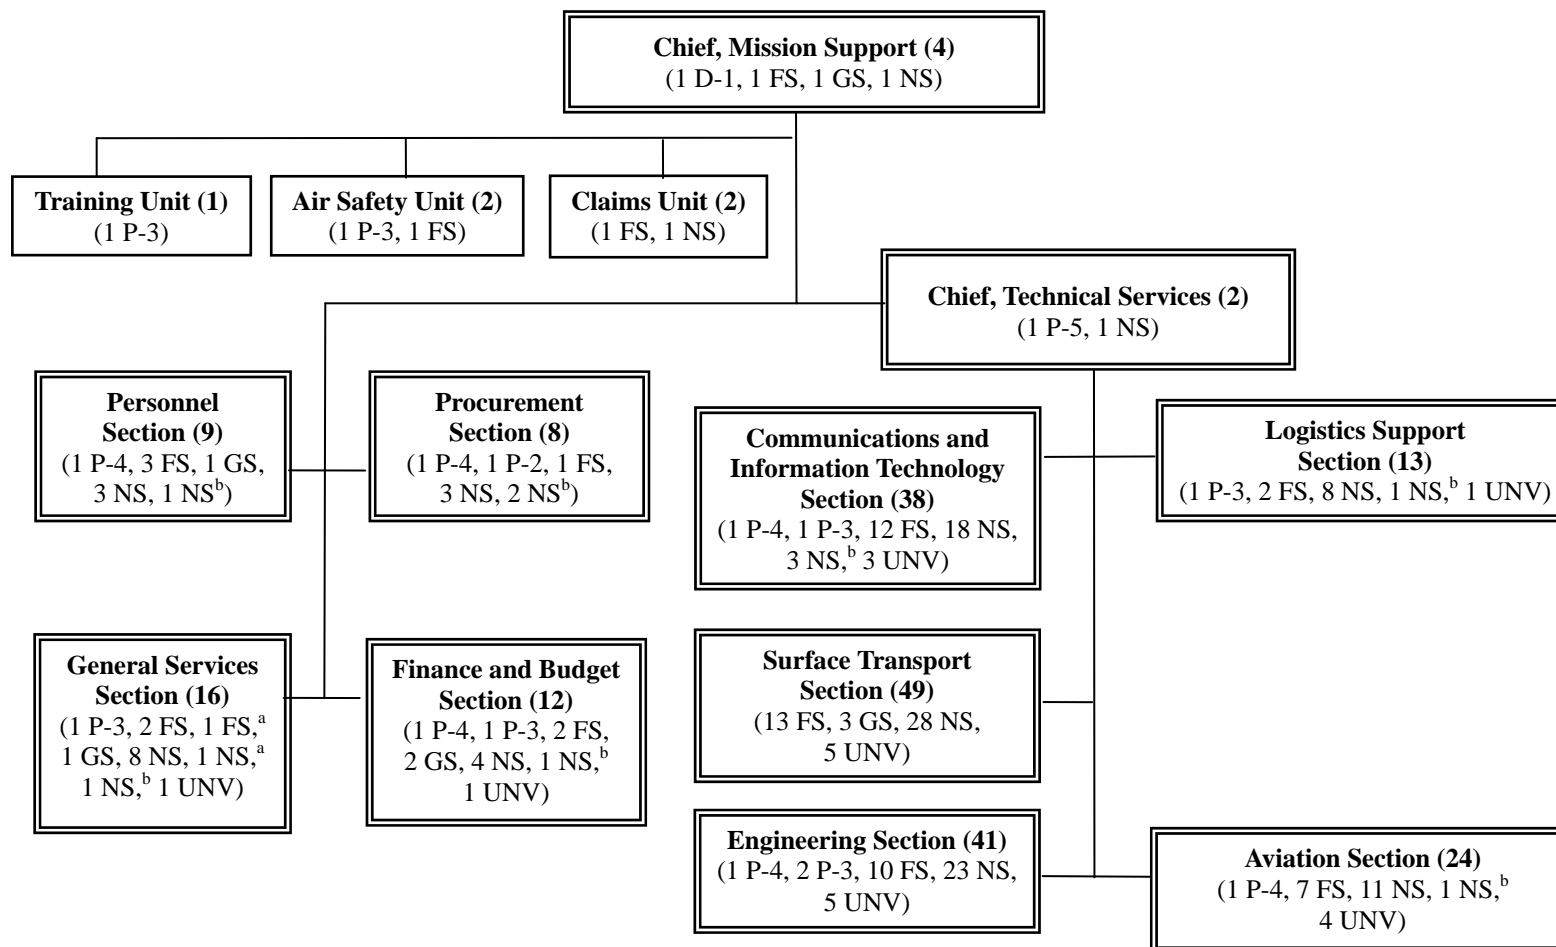 Chief, Mission Support (4)
(1 D-1, 1 FS, 1 GS, 1 NS)
Training Unit (1)
(1 P-3)
Air Safety Unit (2)
(1 P-3, 1 FS)
Claims Unit (2)
(1 FS, 1 NS)
Chief, Technical Services (2)
(1 P-5, 1 NS)
Personnel
Section (9)
(1 P-4, 3 FS, 1 GS,
3 NS, 1 NSᵇ)
Procurement
Section (8)
(1 P-4, 1 P-2, 1 FS,
3 NS, 2 NSᵇ)
Communications and
Information Technology
Section (38)
(1 P-4, 1 P-3, 12 FS, 18 NS,
3 NS,ᵇ 3 UNV)
Logistics Support
Section (13)
(1 P-3, 2 FS, 8 NS, 1 NS,ᵇ 1 UNV)
General Services
Section (16)
(1 P-3, 2 FS, 1 FS,ᵃ
1 GS, 8 NS, 1 NS,ᵃ
1 NS,ᵇ 1 UNV)
Finance and Budget
Section (12)
(1 P-4, 1 P-3, 2 FS,
2 GS, 4 NS, 1 NS,ᵇ
1 UNV)
Surface Transport
Section (49)
(13 FS, 3 GS, 28 NS,
5 UNV)
Engineering Section (41)
(1 P-4, 2 P-3, 10 FS, 23 NS,
5 UNV)
Aviation Section (24)
(1 P-4, 7 FS, 11 NS, 1 NS,ᵇ
4 UNV)